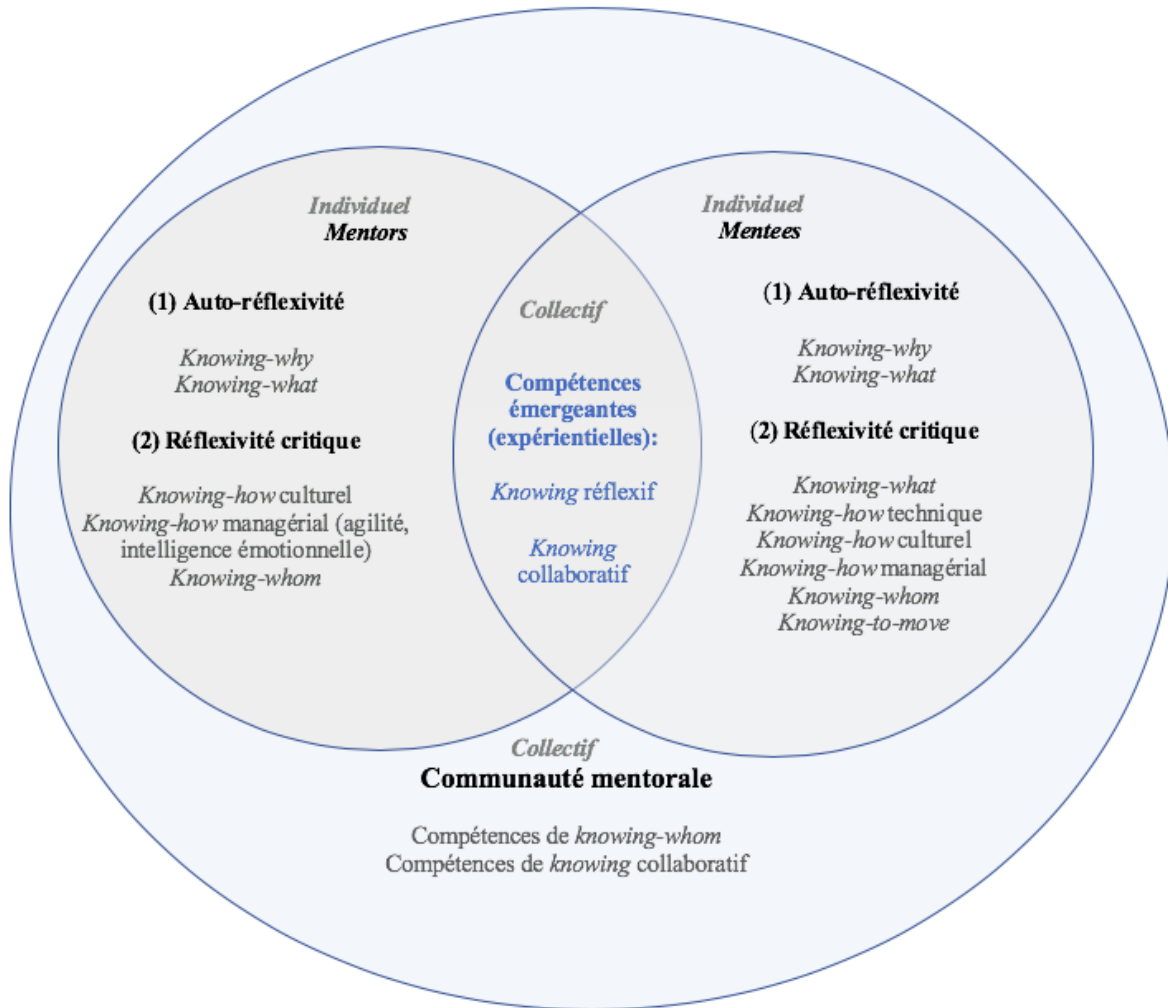 Individuel
Mentors
(1) Auto-réflexivité
Knowing-why
Knowing-what
(2) Réflexivité critique
Knowing-how culturel
Knowing-how managérial (agilité,
intelligence émotionnelle)
Knowing-whom
Collectif
Compétences
émergeantes
(expérientielles):
Knowing réflexif
Knowing
collaboratif
Individuel
Mentees
(1) Auto-réflexivité
Knowing-why
Knowing-what
(2) Réflexivité critique
Knowing-what
Knowing-how technique
Knowing-how culturel
Knowing-how managérial
Knowing-whom
Knowing-to-move
Collectif
Communauté mentorale
Compétences de knowing-whom
Compétences de knowing collaboratif